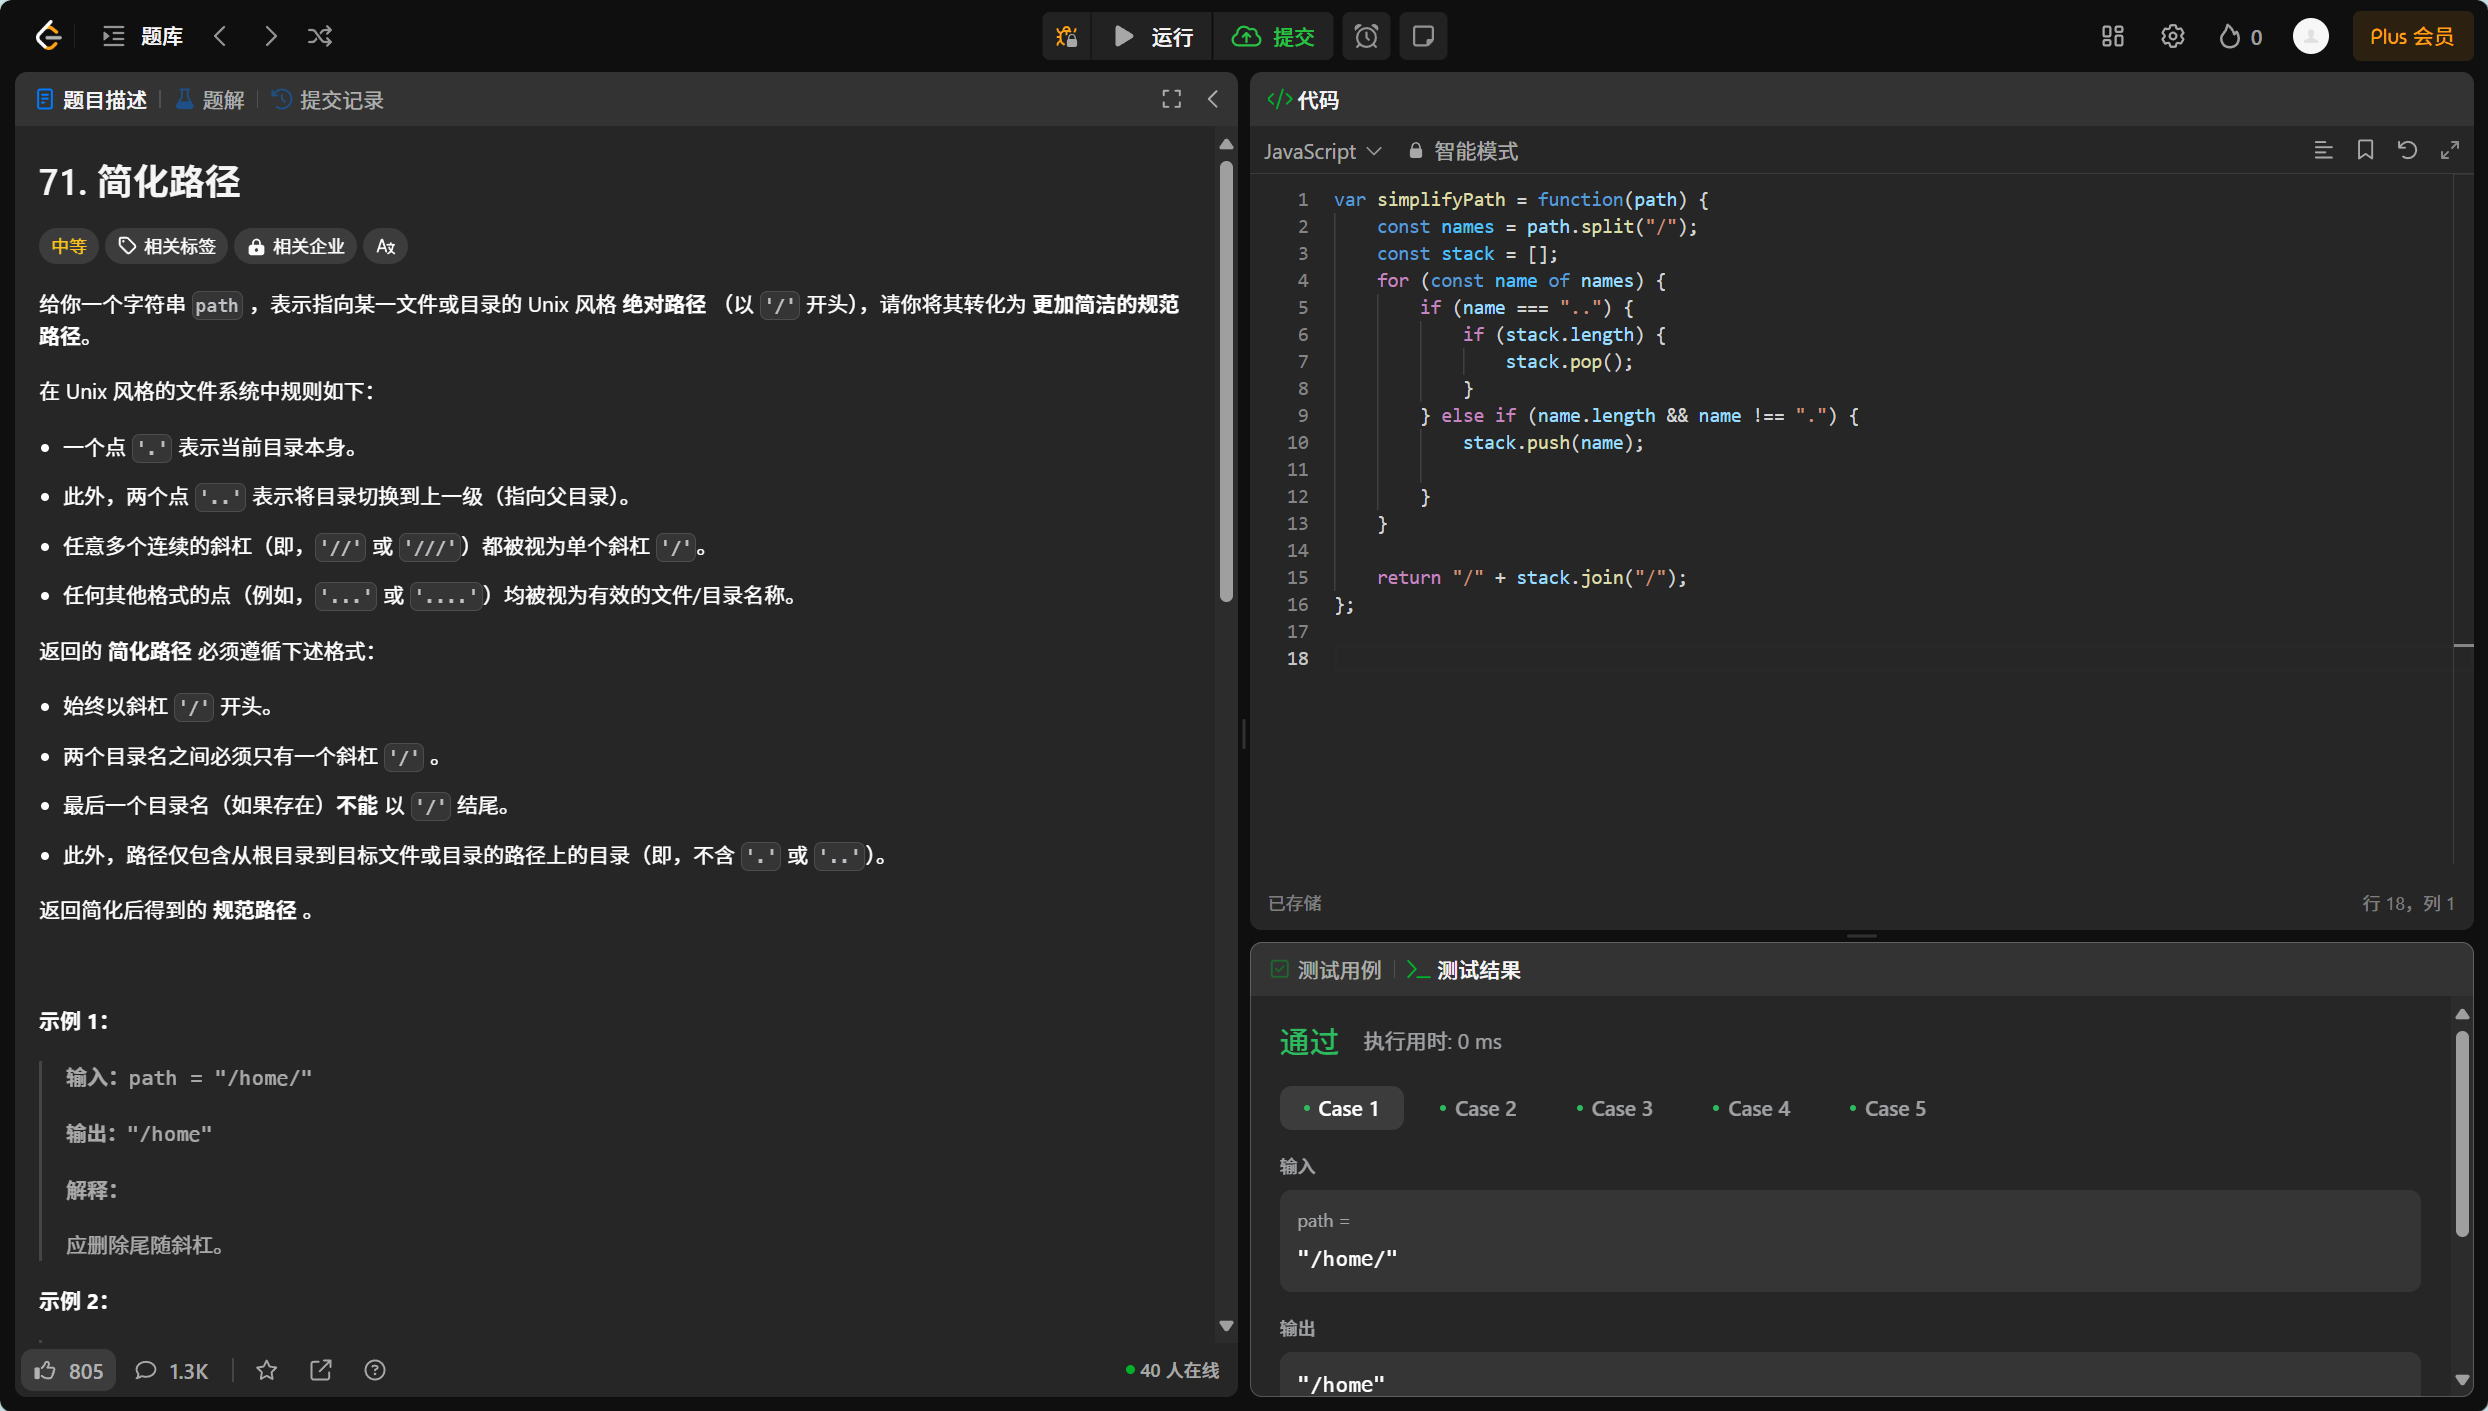 题库
运行
提交
0
Plus 会员
题目描述 | 题解 | 提交记录
71. 简化路径
中等 相关标签 相关企业
给你一个字符串 path ，表示指向某一文件或目录的 Unix 风格 绝对路径 （以 '/' 开头），请你将其转化为 更加简洁的规范
路径。
在 Unix 风格的文件系统中规则如下：
• 一个点 '.' 表示当前目录本身。
• 此外，两个点 '..' 表示将目录切换到上一级（指向父目录）。
• 任意多个连续的斜杠（即，'//' 或 '///'）都被视为单个斜杠 '/'。
• 任何其他格式的点（例如，'...' 或 '....'）均被视为有效的文件/目录名称。
返回的 简化路径 必须遵循下述格式：
• 始终以斜杠 '/' 开头。
• 两个目录名之间必须只有一个斜杠 '/' 。
• 最后一个目录名（如果存在）不能 以 '/' 结尾。
• 此外，路径仅包含从根目录到目标文件或目录的路径上的目录（即，不含 '.' 或 '..'）。
返回简化后得到的 规范路径 。
示例 1：
输入：path = "/home/"
输出："/home"
解释：
应删除尾随斜杠。
示例 2：
805 1.3K
40 人在线
</> 代码
JavaScript 智能模式
1 var simplifyPath = function(path) {
2 const names = path.split("/");
3 const stack = [];
4 for (const name of names) {
5 if (name === "..") {
6 if (stack.length) {
7 stack.pop();
8 }
9 } else if (name.length && name !== ".") {
10 stack.push(name);
11
12 }
13 }
14
15 return "/" + stack.join("/");
16 };
17
18
已存储 行 18，列 1
测试用例 | >_ 测试结果
通过 执行用时: 0 ms
• Case 1 • Case 2 • Case 3 • Case 4 • Case 5
输入
path =
"/home/"
输出
"/home"